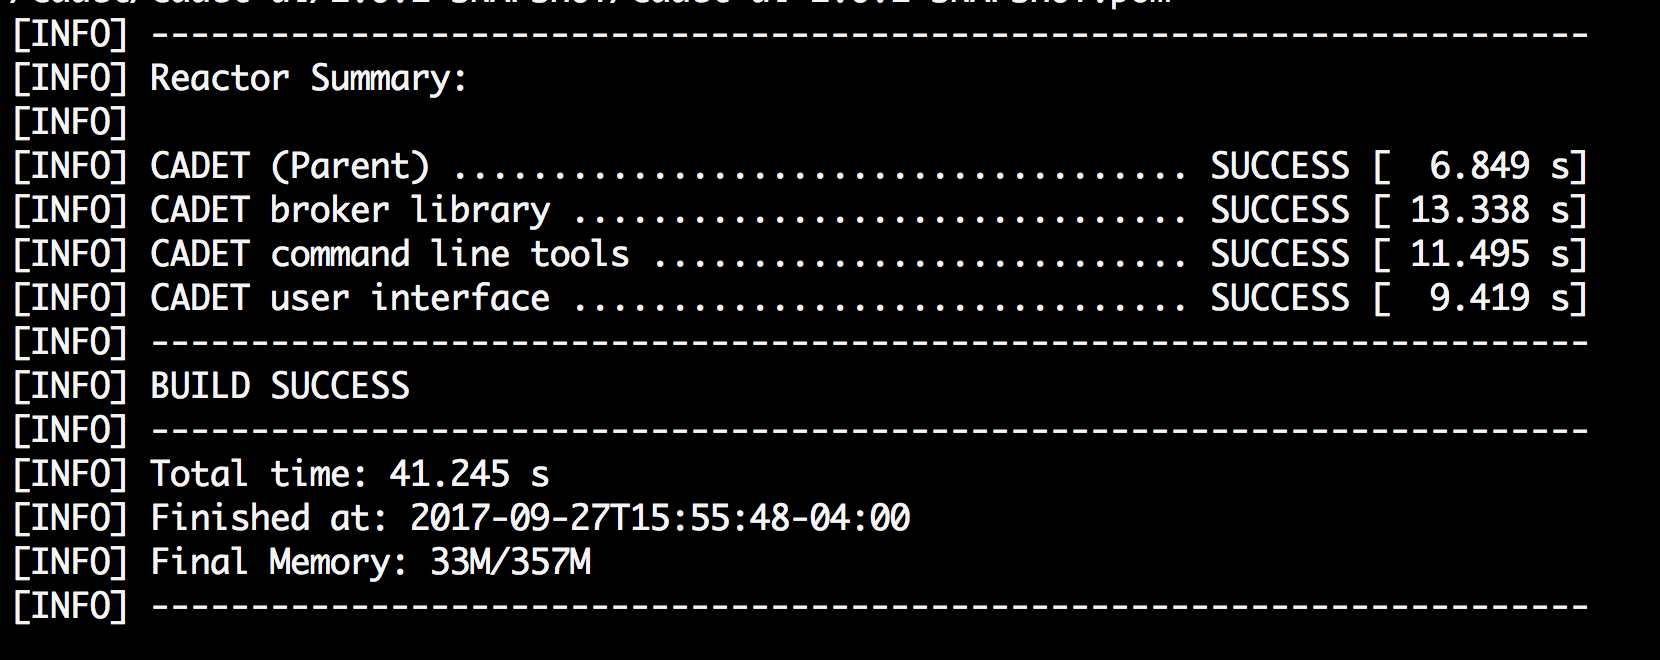 [INFO] ------------------------------------------------------------------------
[INFO] Reactor Summary:
[INFO]
[INFO] CADET (Parent) ..................................... SUCCESS [  6.849 s]
[INFO] CADET broker library ............................... SUCCESS [ 13.338 s]
[INFO] CADET command line tools ........................... SUCCESS [ 11.495 s]
[INFO] CADET user interface ............................... SUCCESS [  9.419 s]
[INFO] ------------------------------------------------------------------------
[INFO] BUILD SUCCESS
[INFO] ------------------------------------------------------------------------
[INFO] Total time: 41.245 s
[INFO] Finished at: 2017-09-27T15:55:48-04:00
[INFO] Final Memory: 33M/357M
[INFO] ------------------------------------------------------------------------